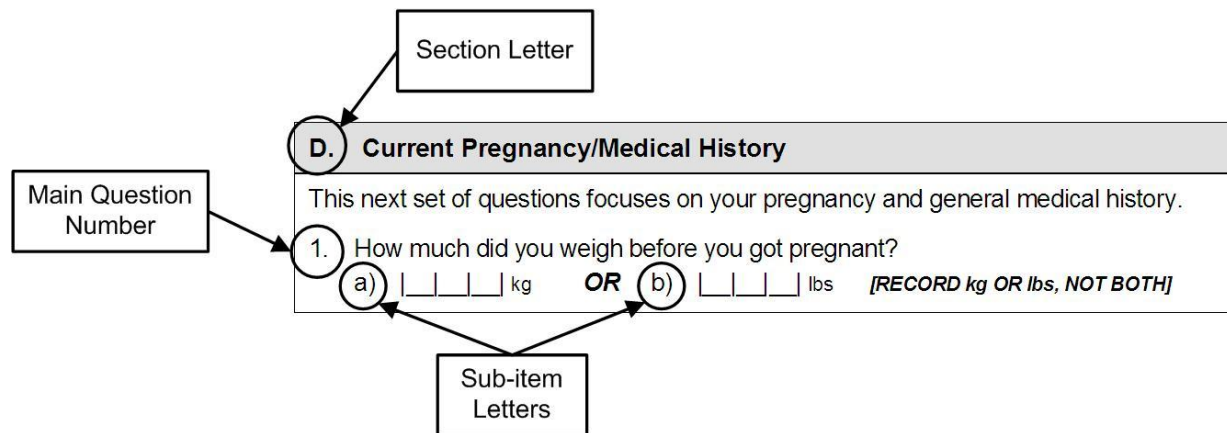 Section Letter
D. Current Pregnancy/Medical History
This next set of questions focuses on your pregnancy and general medical history.
Main Question
Number
1. How much did you weigh before you got pregnant?
a) |__|__|__| kg OR b) |__|__|__| lbs [RECORD kg OR lbs, NOT BOTH]
Sub-item
Letters